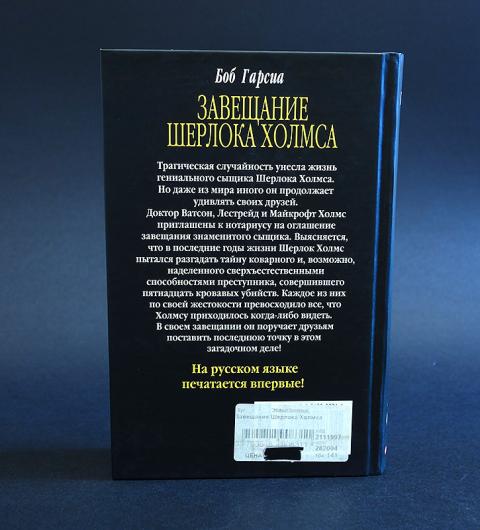 Боб Гарсиа
ЗАВЕЩАНИЕ
ШЕРЛОКА ХОЛМСА
Трагическая случайность унесла жизнь
гениального сыщика Шерлока Холмса.
Но даже из мира иного он продолжает
удивлять своих друзей.
Доктор Ватсон, Лестрейд и Майкрофт Холмс
приглашены к нотариусу на оглашение
завещания знаменитого сыщика. Выясняется,
что в последние годы жизни Шерлок Холмс
пытался разгадать тайну коварного и, возможно,
наделенного сверхъестественными
способностями преступника, совершившего
пятнадцать кровавых убийств. Каждое из них
по своей жестокости превосходило все, что
Холмсу приходилось когда-либо видеть.
В своем завещании он поручает друзьям
поставить последнюю точку в этом
загадочном деле!
На русском языке
печатается впервые!
Завещание Шерлока Холмса
2111997
282004
ЦЕНА